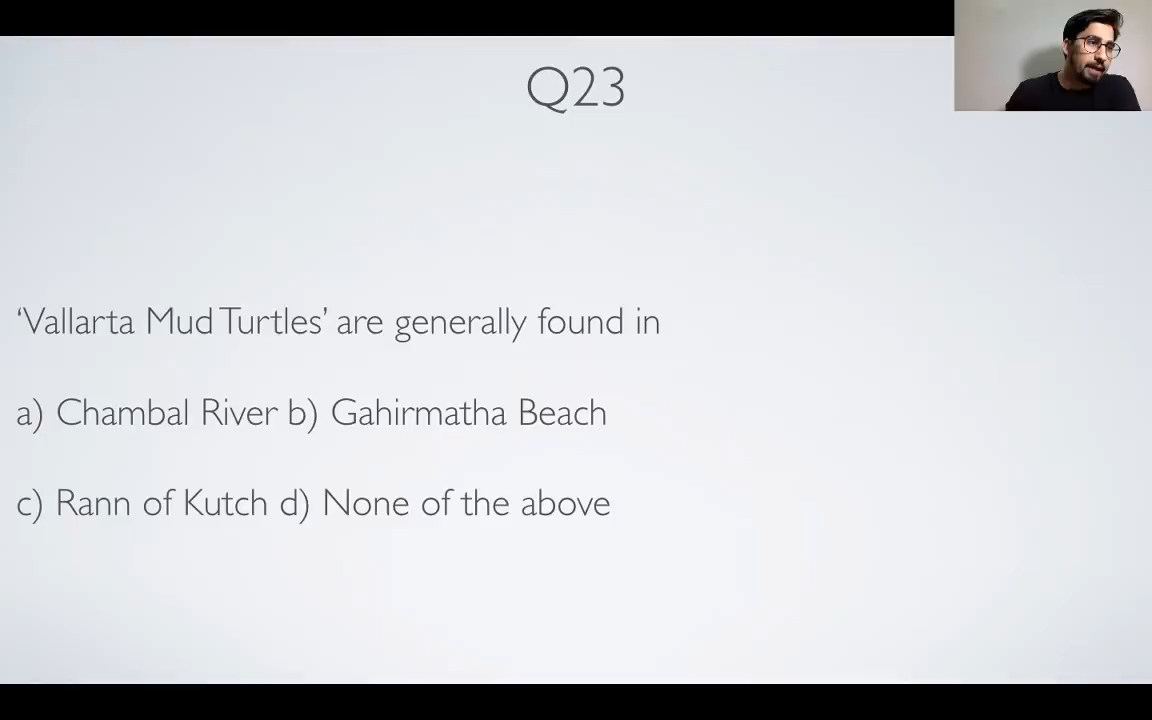 Q23
‘Vallarta Mud Turtles’ are generally found in
a) Chambal River b) Gahirmatha Beach
c) Rann of Kutch d) None of the above